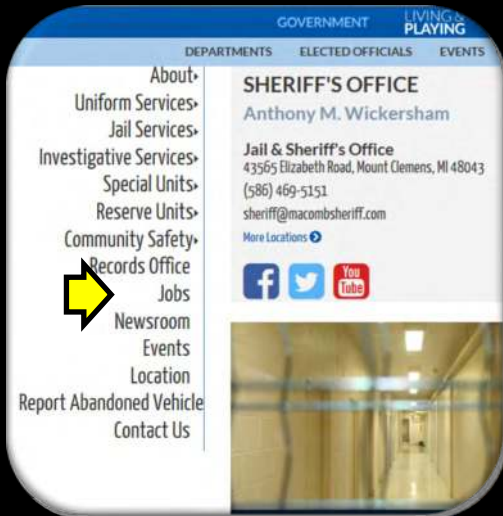 GOVERNMENT
LIVING &
PLAYING
DEPARTMENTS ELECTED OFFICIALS EVENTS
About
Uniform Services
Jail Services
Investigative Services
Special Units
Reserve Units
Community Safety
Records Office
Jobs
Newsroom
Events
Location
Report Abandoned Vehicle
Contact Us
SHERIFF'S OFFICE
Anthony M. Wickersham
Jail & Sheriff's Office
43565 Elizabeth Road, Mount Clemens, MI 48043
(586) 469-5151
sheriff@macombsheriff.com
More Locations
You
Tube